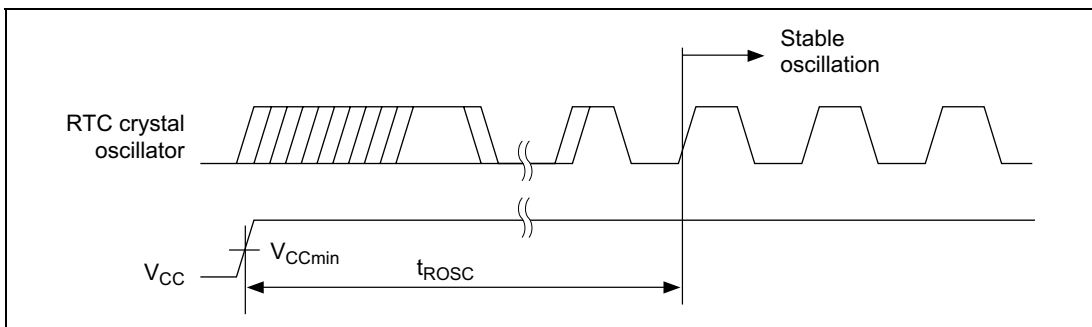 Stable
oscillation
RTC crystal
oscillator
VCCmin
VCC
tROSC